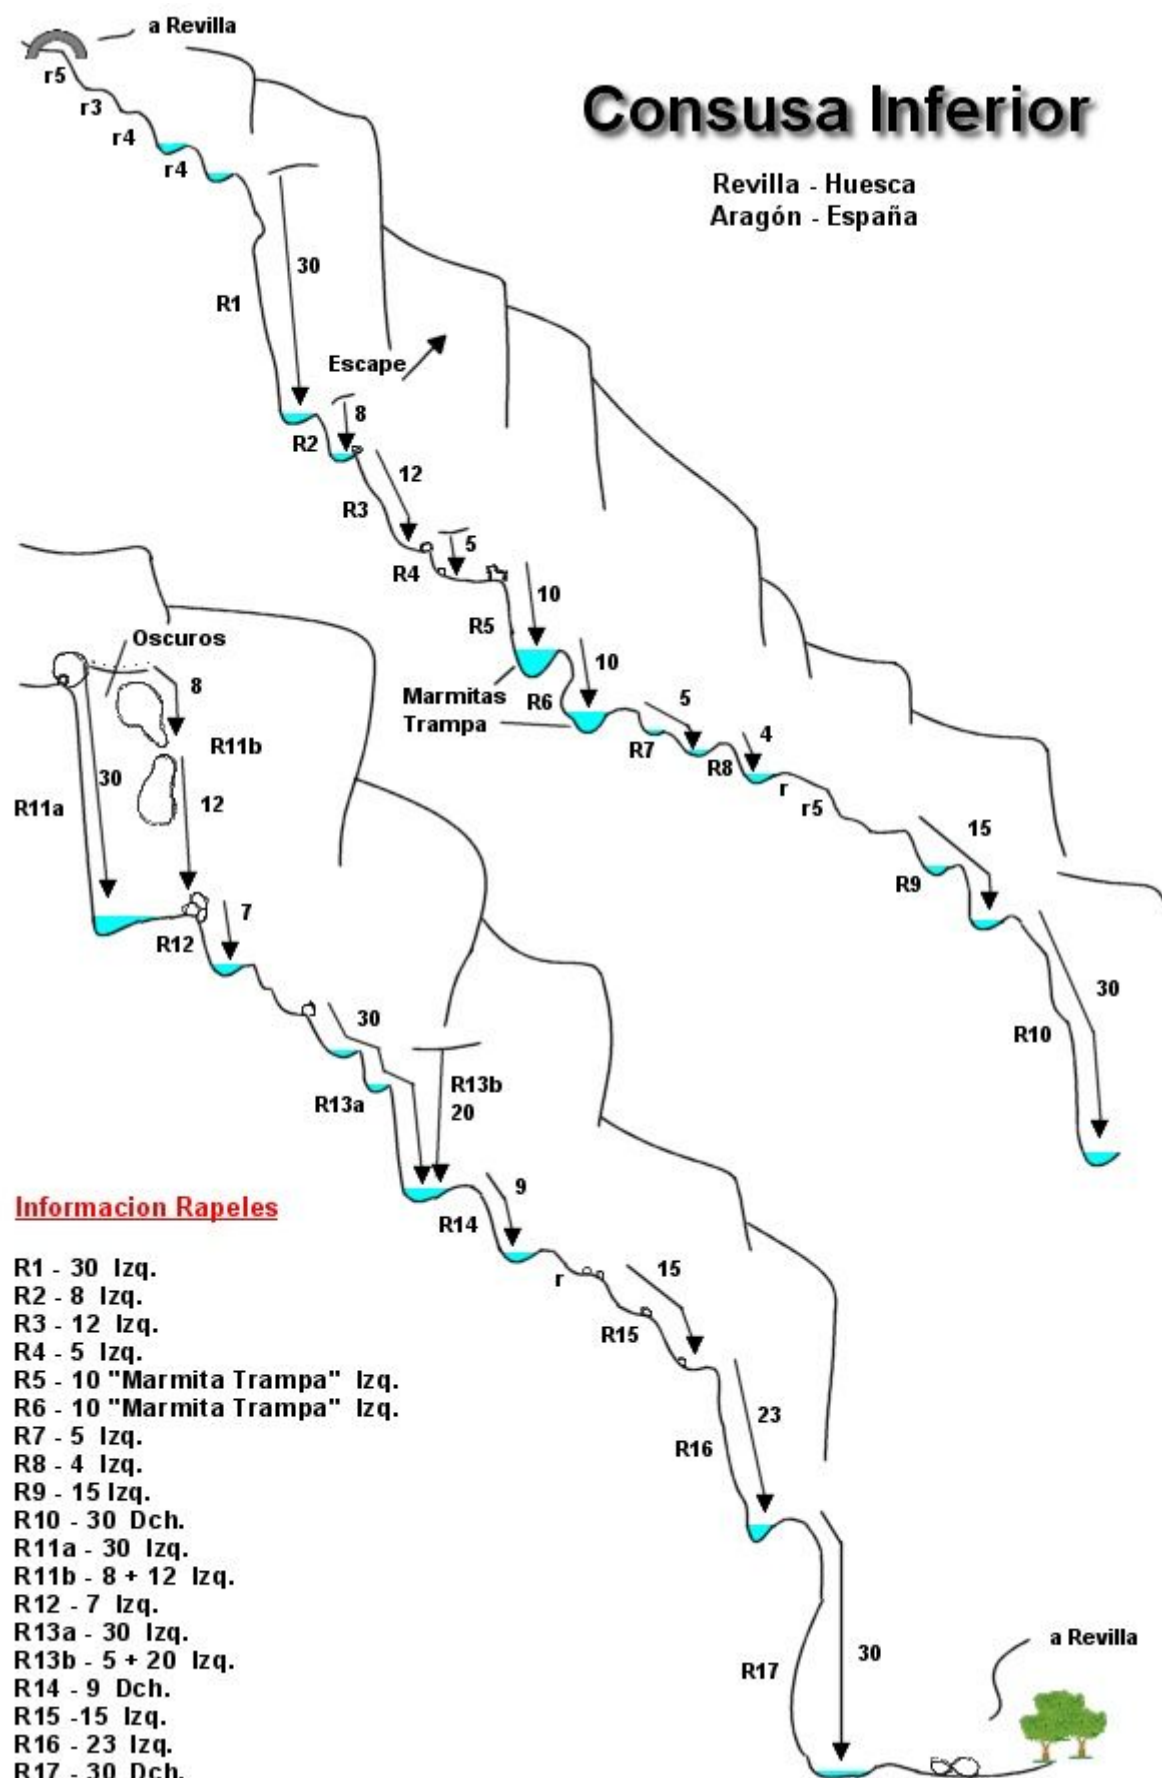 a Revilla
Consusa Inferior
Revilla - Huesca
Aragón - España
r5
r3
r4
r4
30
R1
Escape
8
R2
12
R3
5
R4
10
R5
10
Marmitas
Trampa
R6
5
R7
R8
4
r
r5
15
R9
30
R10
Oscuros
8
R11b
30
12
R11a
7
R12
30
R13a
R13b
20
9
R14
r
15
R15
23
R16
30
R17
a Revilla
Informacion Rapeles
R1 - 30 Izq.
R2 - 8 Izq.
R3 - 12 Izq.
R4 - 5 Izq.
R5 - 10 "Marmita Trampa" Izq.
R6 - 10 "Marmita Trampa" Izq.
R7 - 5 Izq.
R8 - 4 Izq.
R9 - 15 Izq.
R10 - 30 Dch.
R11a - 30 Izq.
R11b - 8 + 12 Izq.
R12 - 7 Izq.
R13a - 30 Izq.
R13b - 5 + 20 Izq.
R14 - 9 Dch.
R15 -15 Izq.
R16 - 23 Izq.
R17 - 30 Dch.